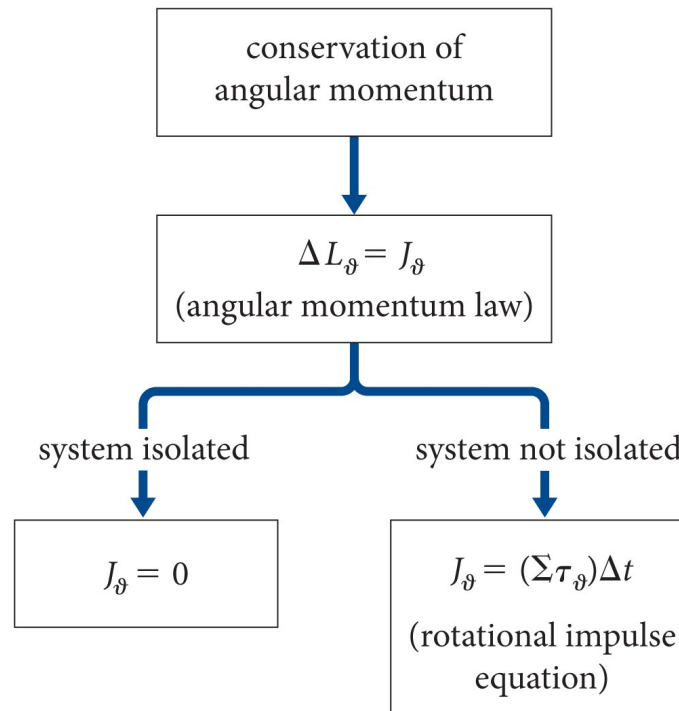 conservation of
angular momentum
Δ L_ϑ = J_ϑ
(angular momentum law)
system isolated
system not isolated
J_ϑ = 0
J_ϑ = (Στ_ϑ)Δt
(rotational impulse
equation)